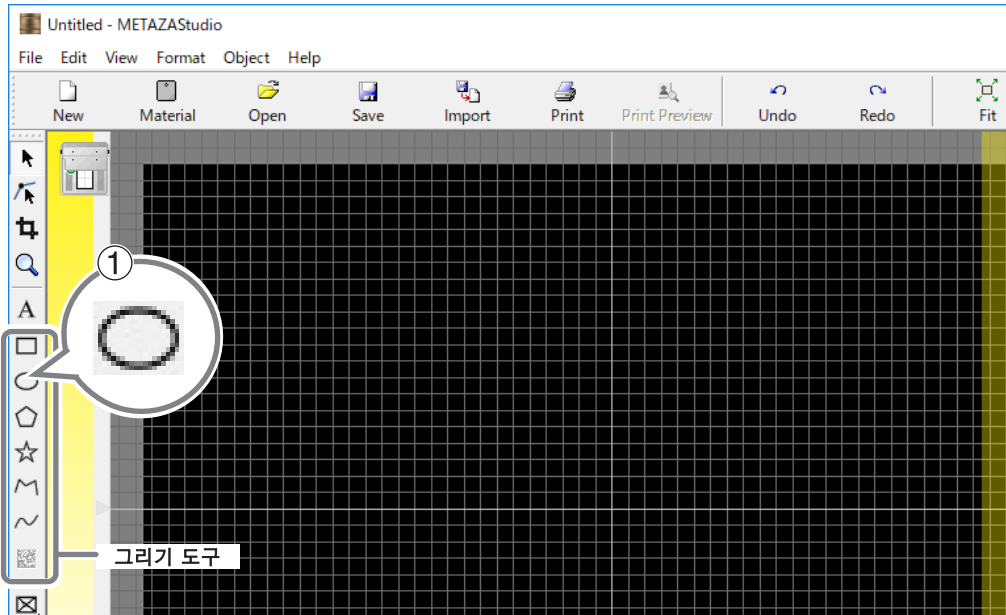 Untitled - METAZAStudio
File Edit View Format Object Help
New Material Open Save Import Print Print Preview Undo Redo Fit
①
A
그리기 도구